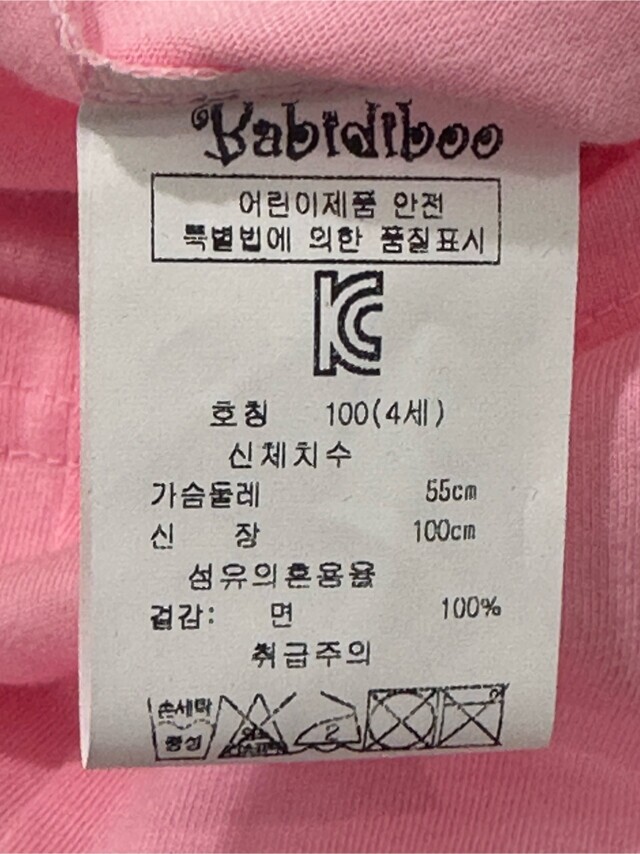 Babidiboo
어린이제품 안전
특별법에 의한 품질표시
KC
호칭 100(4세)
신체치수
가슴둘레 55cm
신 장 100cm
섬유의혼용율
겉감: 면 100%
취급주의
손세탁
중성
2